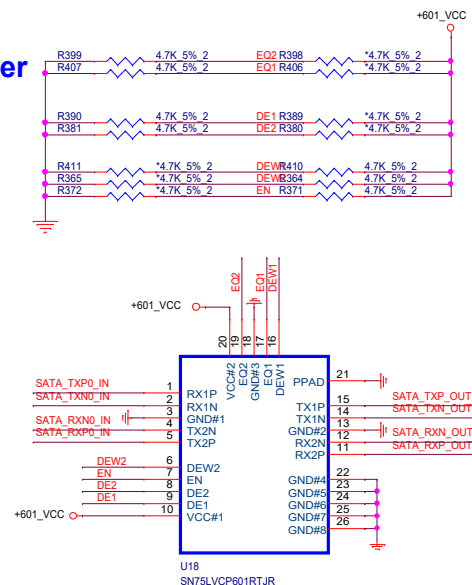 +601_VCC
er
R399 4.7K_5%_2 EQ2 R398 *4.7K_5%_2
R407 4.7K_5%_2 EQ1 R406 *4.7K_5%_2
R390 4.7K_5%_2 DE1 R389 *4.7K_5%_2
R381 4.7K_5%_2 DE2 R380 *4.7K_5%_2
R411 *4.7K_5%_2 R410 4.7K_5%_2
R365 *4.7K_5%_2 R364 4.7K_5%_2
R372 *4.7K_5%_2 EN R371 4.7K_5%_2
EQ2 EQ1 DEW1
+601_VCC
20 19 18 17 16
VCC#2 EQ2 GND#3 EQ1 DEW1
PPAD 21
SATA_TXP0_IN 1 RX1P TX1P 15 SATA_TXP_OUT
SATA_TXN0_IN 2 RX1N TX1N 14 SATA_TXN_OUT
3 GND#1 GND#2 13
SATA_RXN0_IN 4 TX2N RX2N 12 SATA_RXN_OUT
SATA_RXP0_IN 5 TX2P RX2P 11 SATA_RXP_OUT
DEW2 6 DEW2 GND#4 22
EN 7 EN GND#5 23
DE2 8 DE2 GND#6 24
DE1 9 DE1 GND#7 25
+601_VCC 10 VCC#1 GND#8 26
U18
SN75LVCP601RTJR